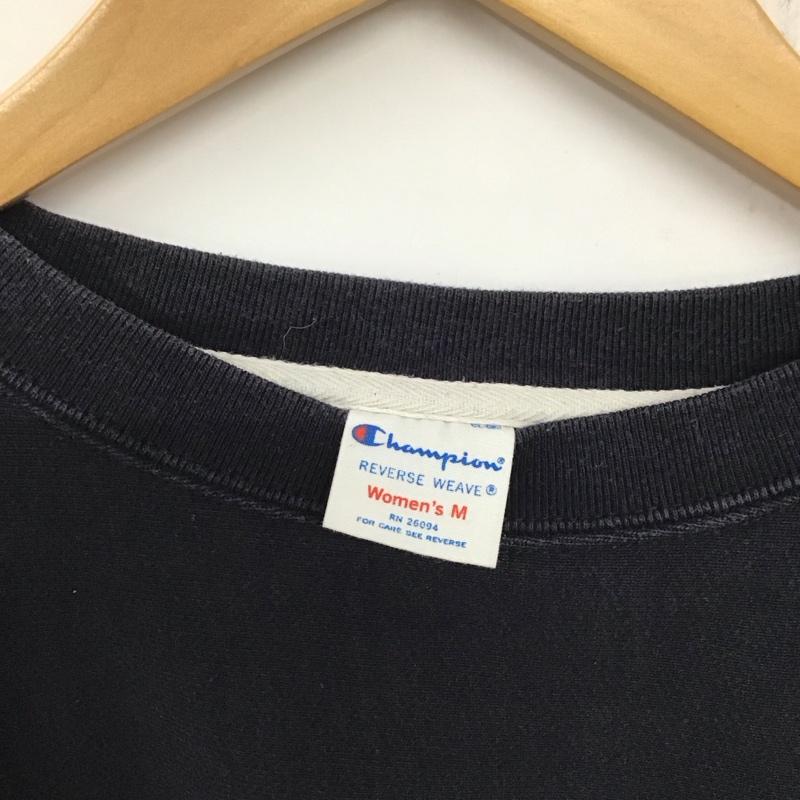 Champion®
REVERSE WEAVE®
Women's M
RN 26094
FOR CARE SEE REVERSE